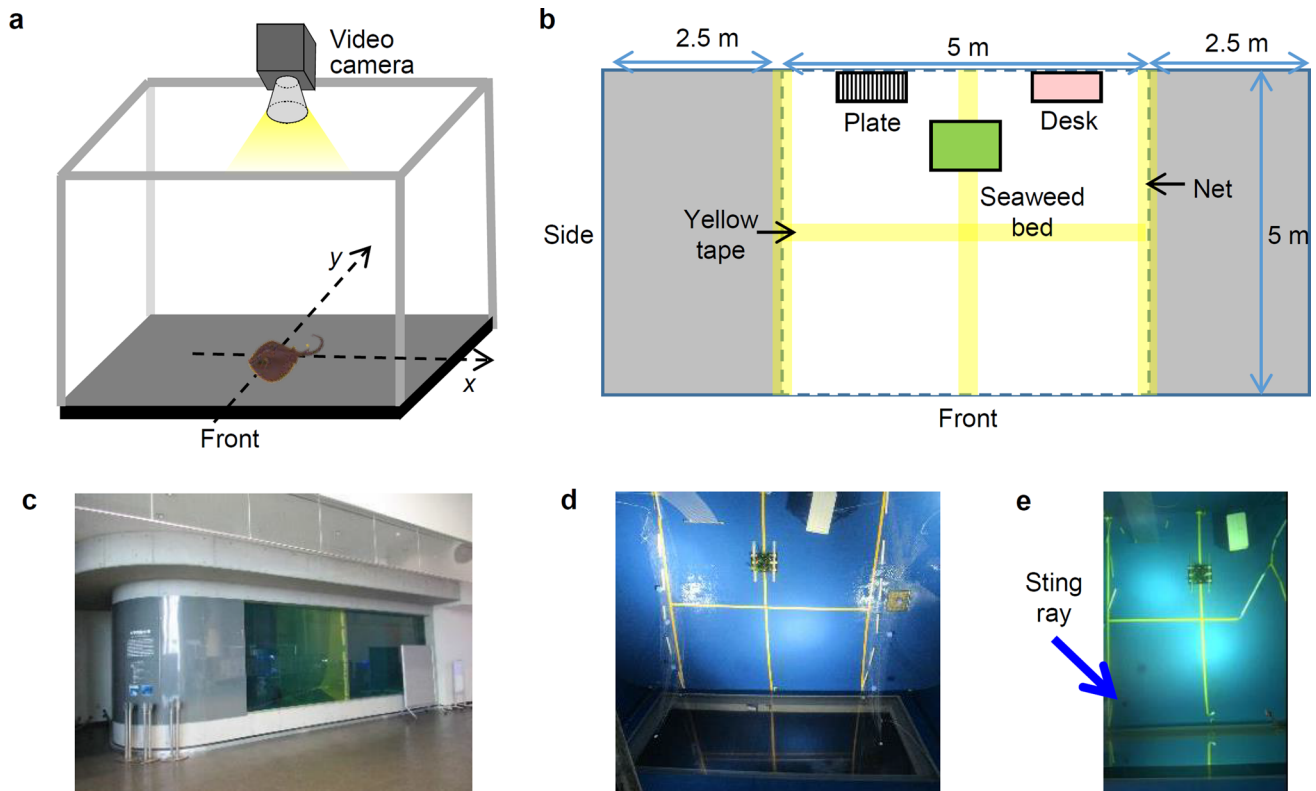 a
Video
camera
y
x
Front
b
2.5 m
5 m
2.5 m
Plate
Desk
Net
Seaweed
bed
Yellow
tape
Side
5 m
Front
c
d
e
Sting
ray